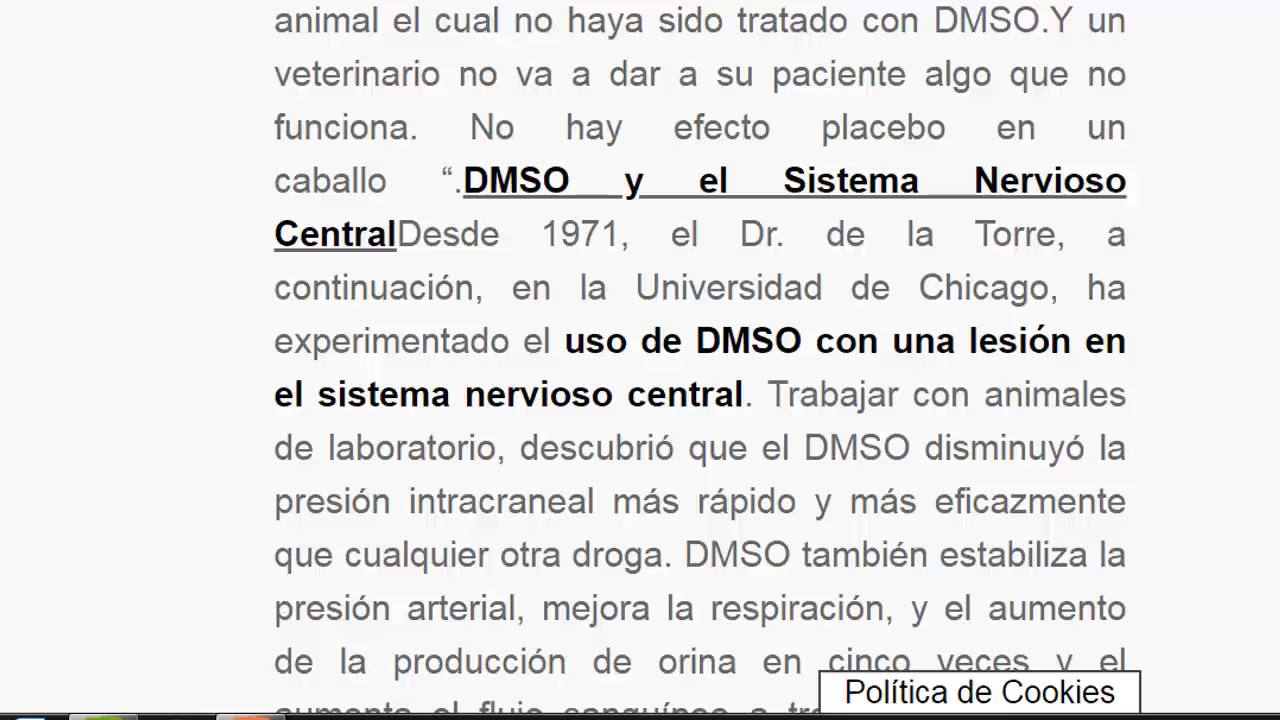 animal el cual no haya sido tratado con DMSO.Y un
veterinario no va a dar a su paciente algo que no
funciona. No hay efecto placebo en un
caballo “.DMSO y el Sistema Nervioso
CentralDesde 1971, el Dr. de la Torre, a
continuación, en la Universidad de Chicago, ha
experimentado el uso de DMSO con una lesión en
el sistema nervioso central. Trabajar con animales
de laboratorio, descubrió que el DMSO disminuyó la
presión intracraneal más rápido y más eficazmente
que cualquier otra droga. DMSO también estabiliza la
presión arterial, mejora la respiración, y el aumento
de la producción de orina en cinco veces y el
aumenta el flujo sanguíneo a
Política de Cookies